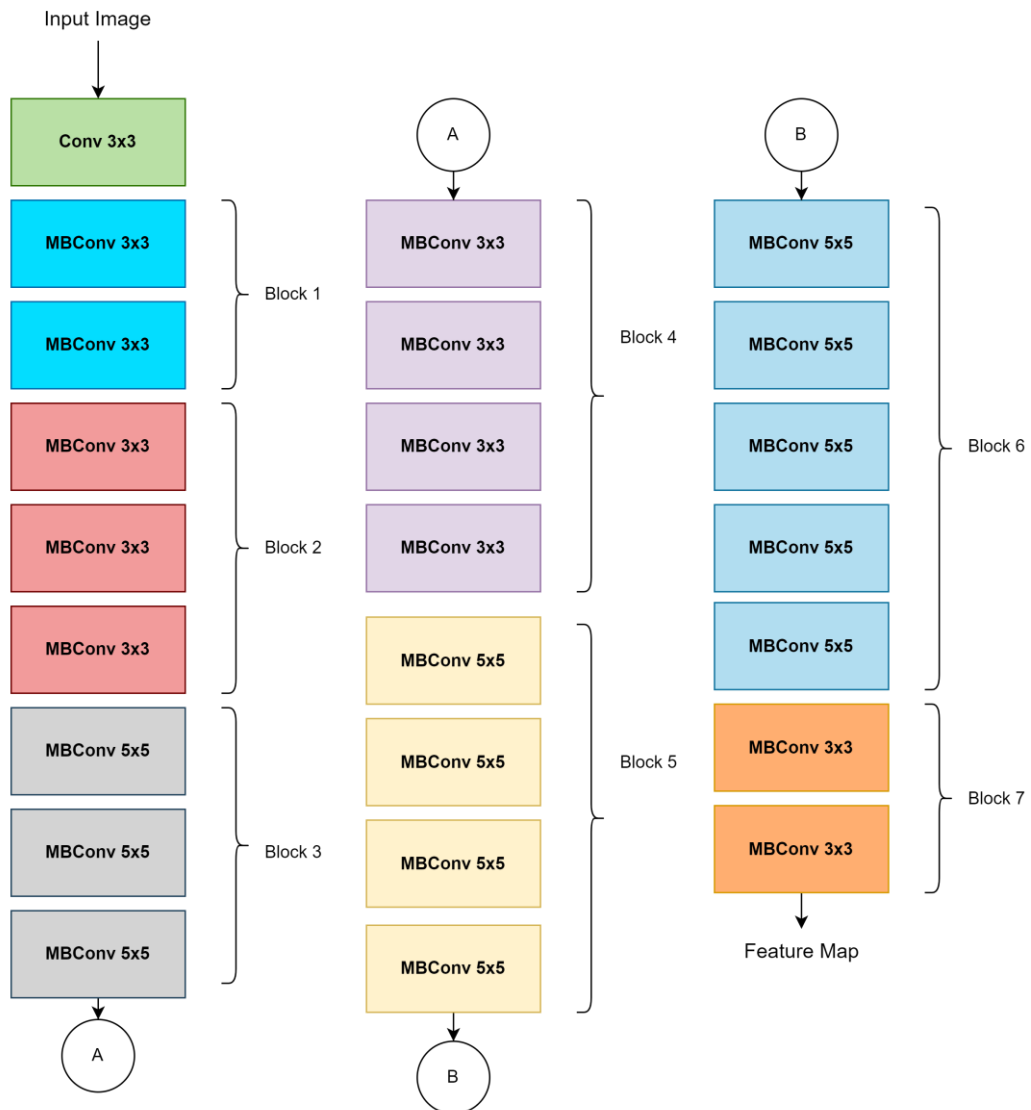 Input Image
Conv 3x3
MBConv 3x3
MBConv 3x3
Block 1
MBConv 3x3
MBConv 3x3
MBConv 3x3
Block 2
MBConv 5x5
MBConv 5x5
MBConv 5x5
Block 3
A
A
MBConv 3x3
MBConv 3x3
MBConv 3x3
MBConv 3x3
Block 4
MBConv 5x5
MBConv 5x5
MBConv 5x5
MBConv 5x5
Block 5
B
B
MBConv 5x5
MBConv 5x5
MBConv 5x5
MBConv 5x5
MBConv 5x5
Block 6
MBConv 3x3
MBConv 3x3
Block 7
Feature Map